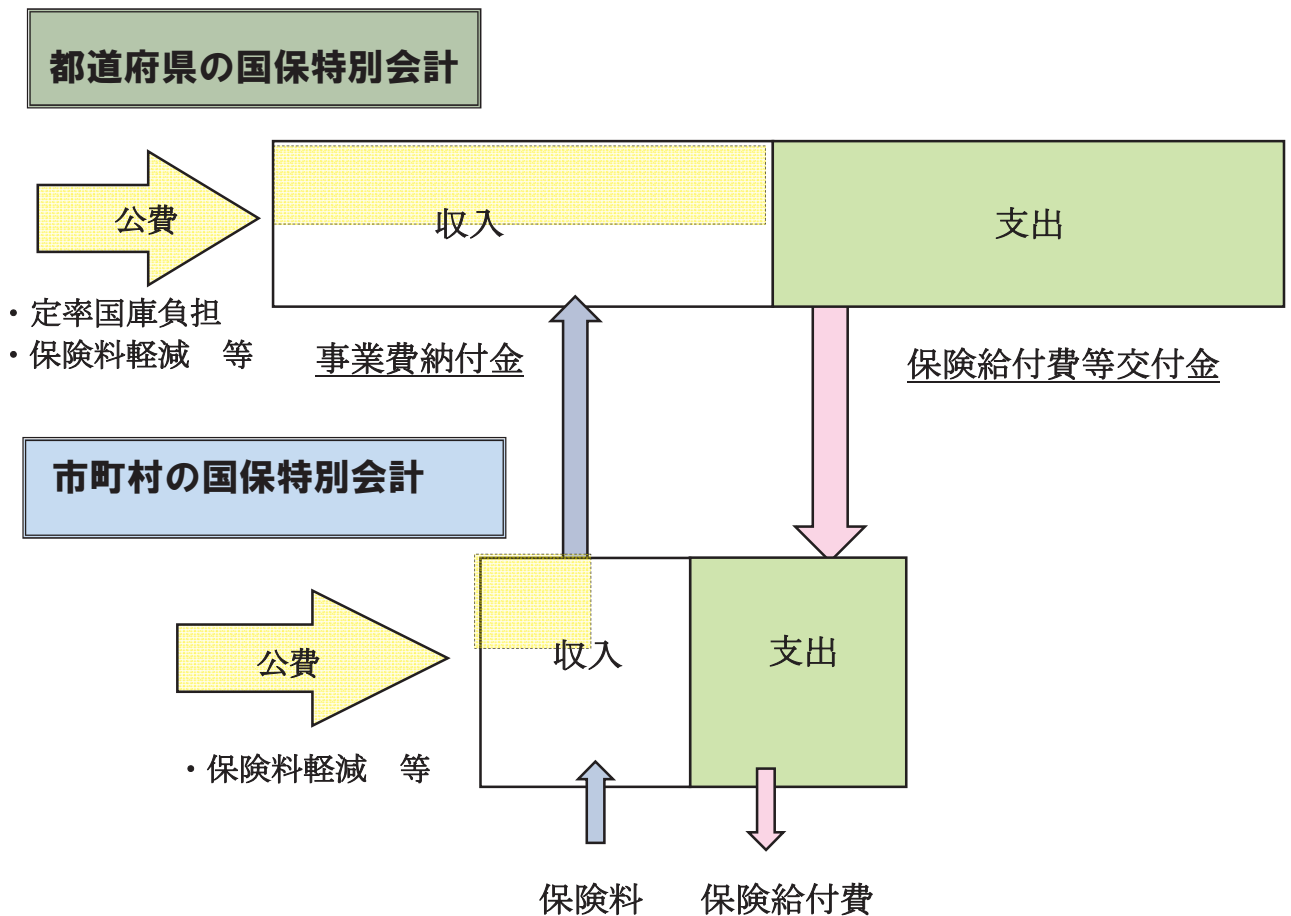 都道府県の国保特別会計
公費
収入
支出
・定率国庫負担
・保険料軽減　等
事業費納付金
保険給付費等交付金
市町村の国保特別会計
公費
収入
支出
・保険料軽減　等
保険料
保険給付費